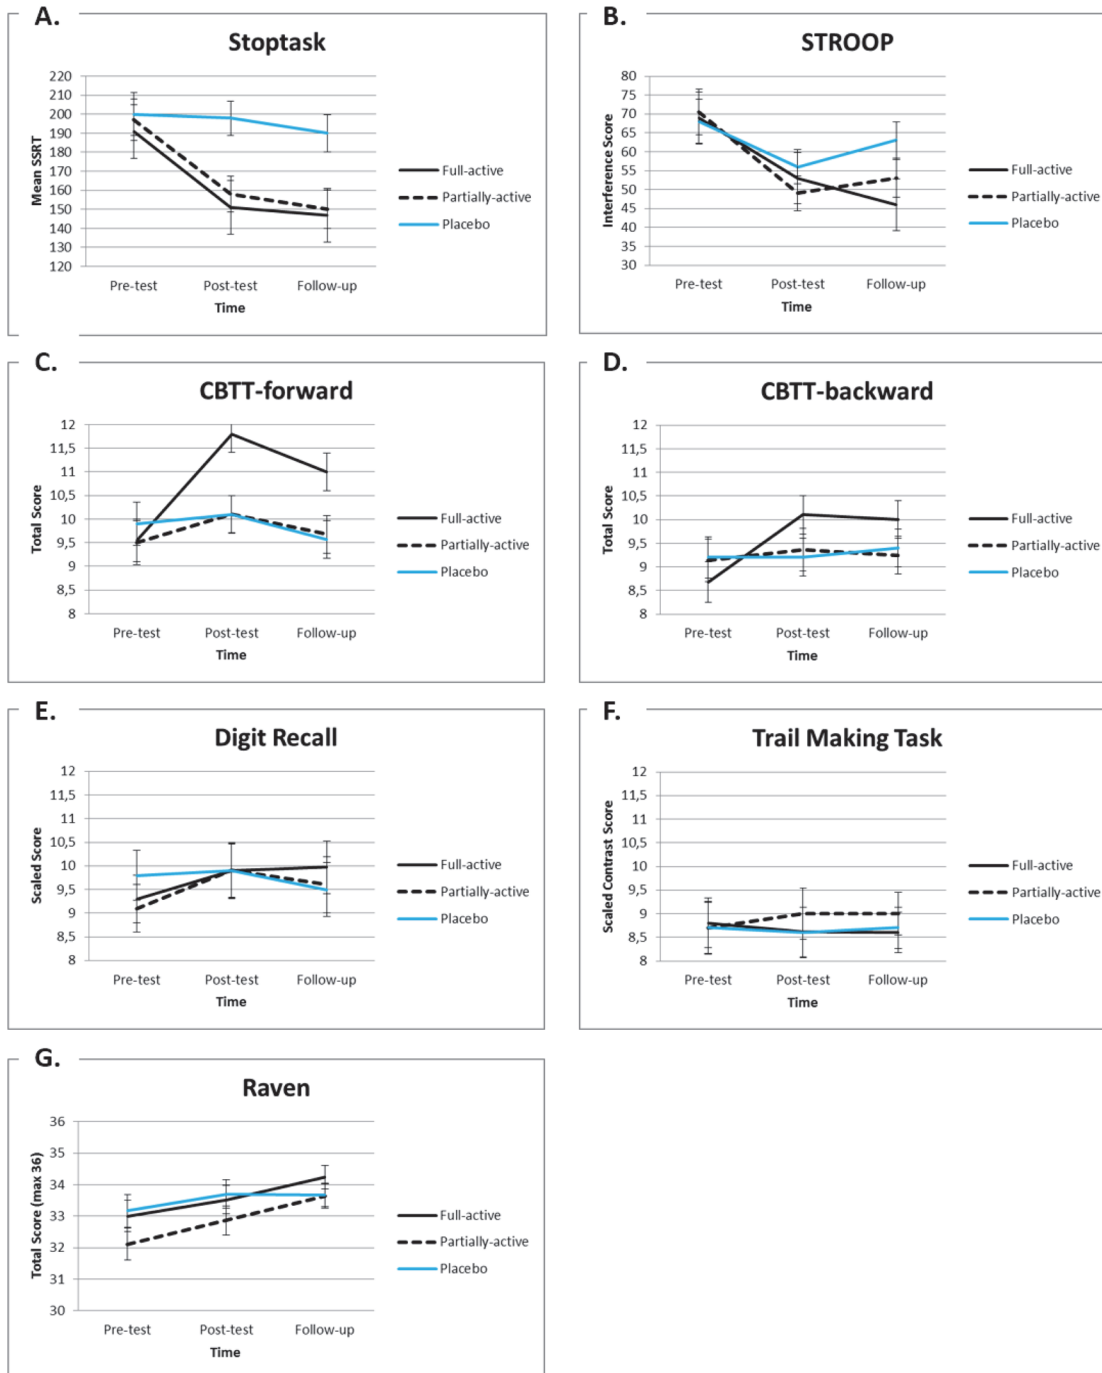 A.
Stoptask
Mean SSRT
220
210
200
190
180
170
160
150
140
130
120
Pre-test Post-test Follow-up
Time
Full-active
Partially-active
Placebo
B.
STROOP
Interference Score
80
75
70
65
60
55
50
45
40
35
30
Pre-test Post-test Follow-up
Time
Full-active
Partially-active
Placebo
C.
CBTT-forward
Total Score
12
11,5
11
10,5
10
9,5
9
8,5
8
Pre-test Post-test Follow-up
Time
Full-active
Partially-active
Placebo
D.
CBTT-backward
Total Score
12
11,5
11
10,5
10
9,5
9
8,5
8
Pre-test Post-test Follow-up
Time
Full-active
Partially-active
Placebo
E.
Digit Recall
Scaled Score
12
11,5
11
10,5
10
9,5
9
8,5
8
Pre-test Post-test Follow-up
Time
Full-active
Partially-active
Placebo
F.
Trail Making Task
Scaled Contrast Score
12
11,5
11
10,5
10
9,5
9
8,5
8
Pre-test Post-test Follow-up
Time
Full-active
Partially-active
Placebo
G.
Raven
Total Score (max 36)
36
35
34
33
32
31
30
Pre-test Post-test Follow-up
Time
Full-active
Partially-active
Placebo